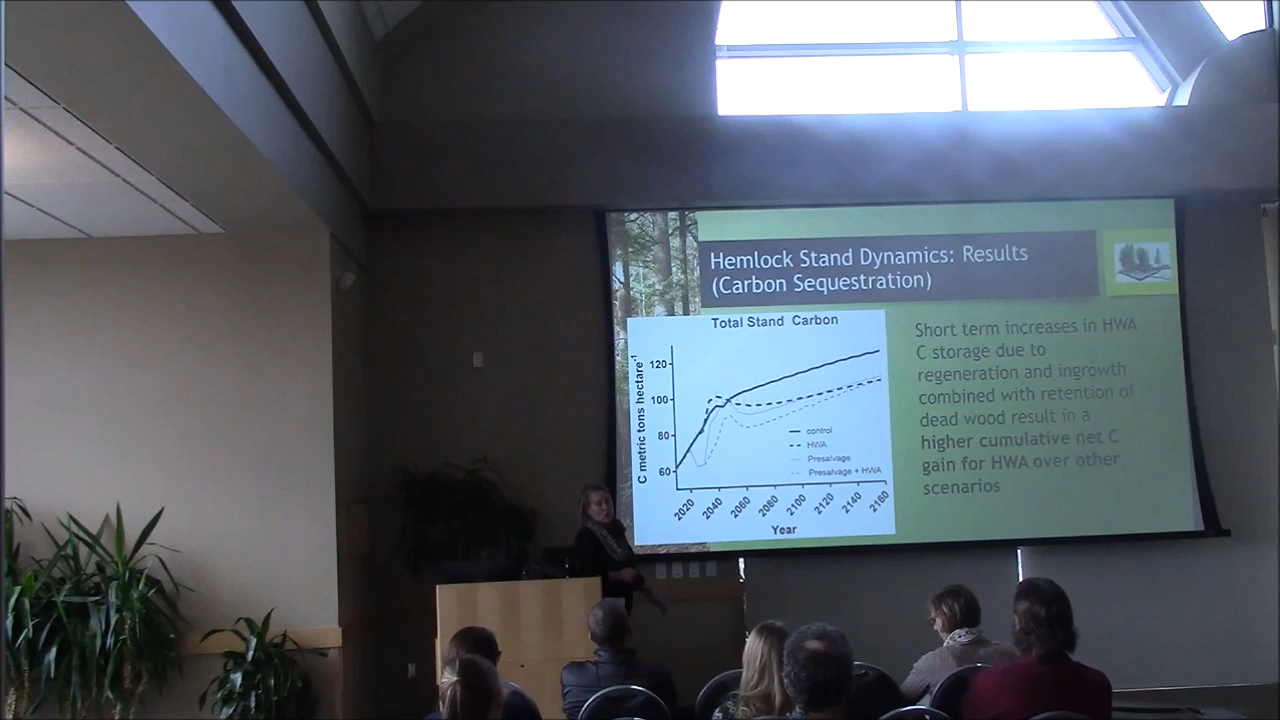 Hemlock Stand Dynamics: Results
(Carbon Sequestration)
Total Stand Carbon
C metric tons hectare⁻¹
120
100
80
60
control
HWA
Presalvage
Presalvage + HWA
2020
2040
2060
2080
2100
2120
2140
2160
Year
Short term increases in HWA
C storage due to
regeneration and ingrowth
combined with retention of
dead wood result in a
higher cumulative net C
gain for HWA over other
scenarios